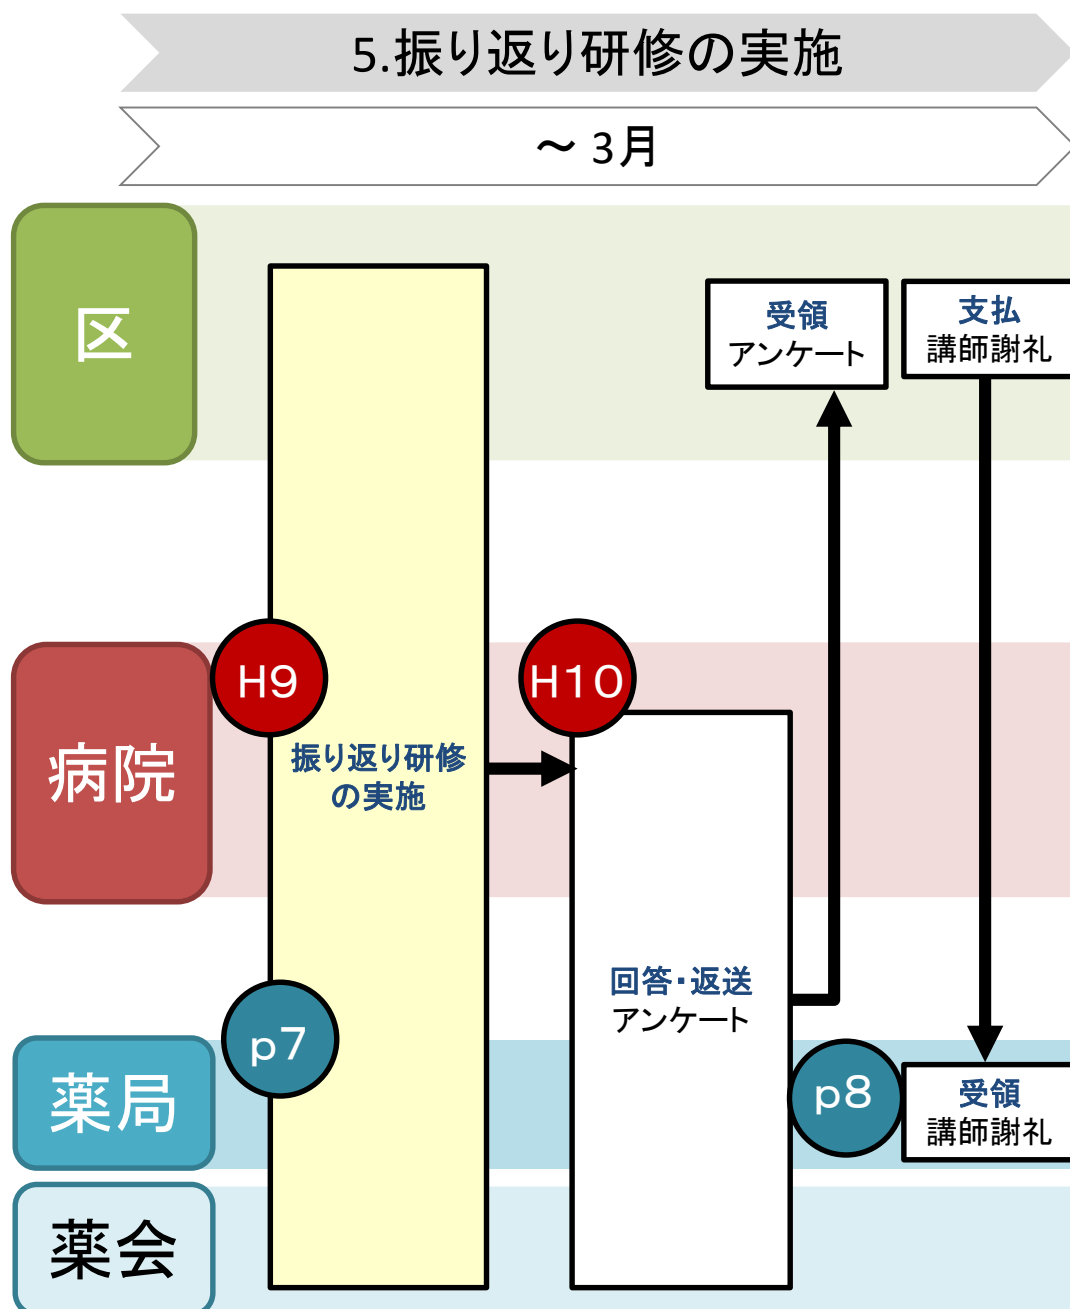 5.振り返り研修の実施
～ 3月
区
受領
アンケート
支払
講師謝礼
病院
H9
H10
振り返り研修
の実施
回答・返送
アンケート
p7
薬局
p8
受領
講師謝礼
薬会